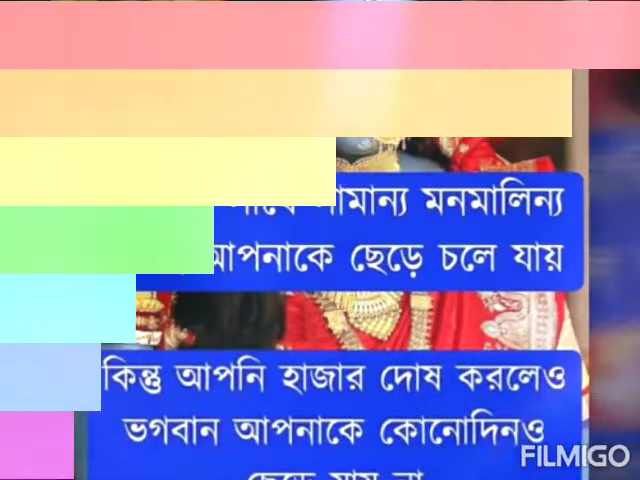 সামান্য মনমালিন্য
আপনাকে ছেড়ে চলে যায়
কিন্তু আপনি হাজার দোষ করলেও
ভগবান আপনাকে কোনোদিনও
ছেড়ে যায় না
FILMIGO